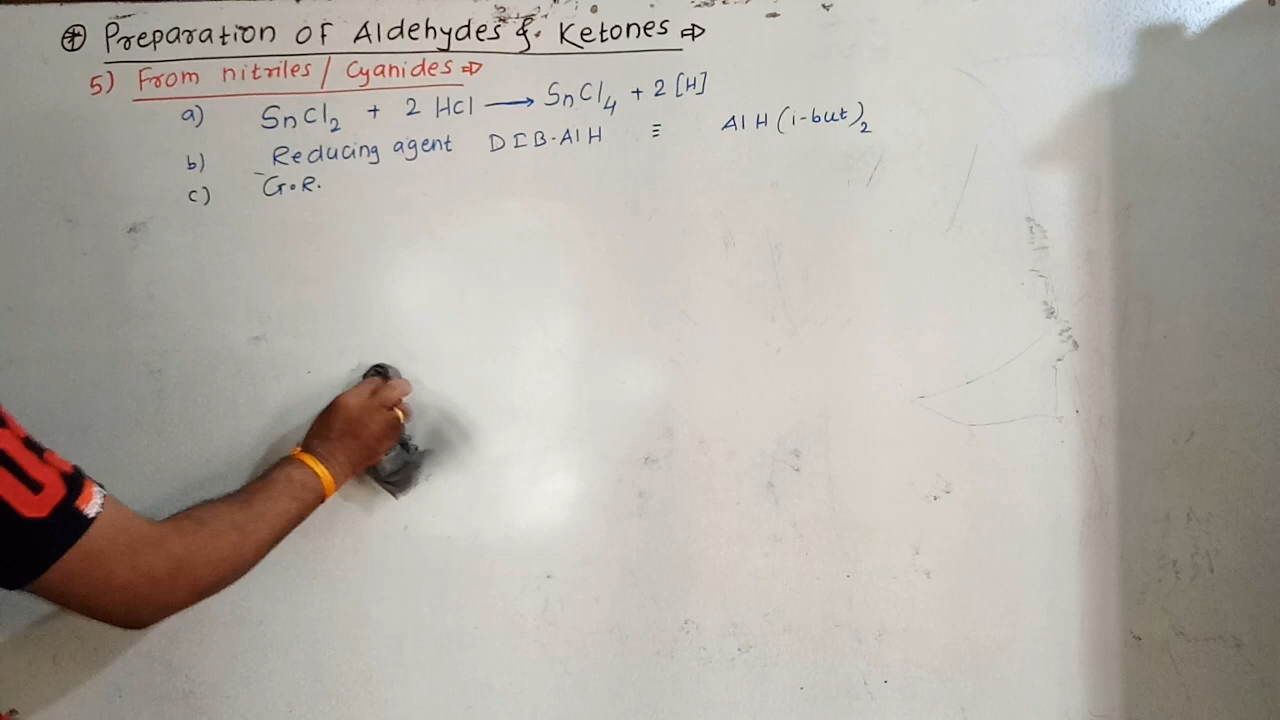 ⊕ Preparation of Aldehydes & Ketones ⇒
5) From nitriles / Cyanides ⇒
a) SnCl₂ + 2 HCl ⟶ SnCl₄ + 2 [H]
b) Reducing agent DIB-AlH ≡ AlH(i-but)₂
c) G.R.